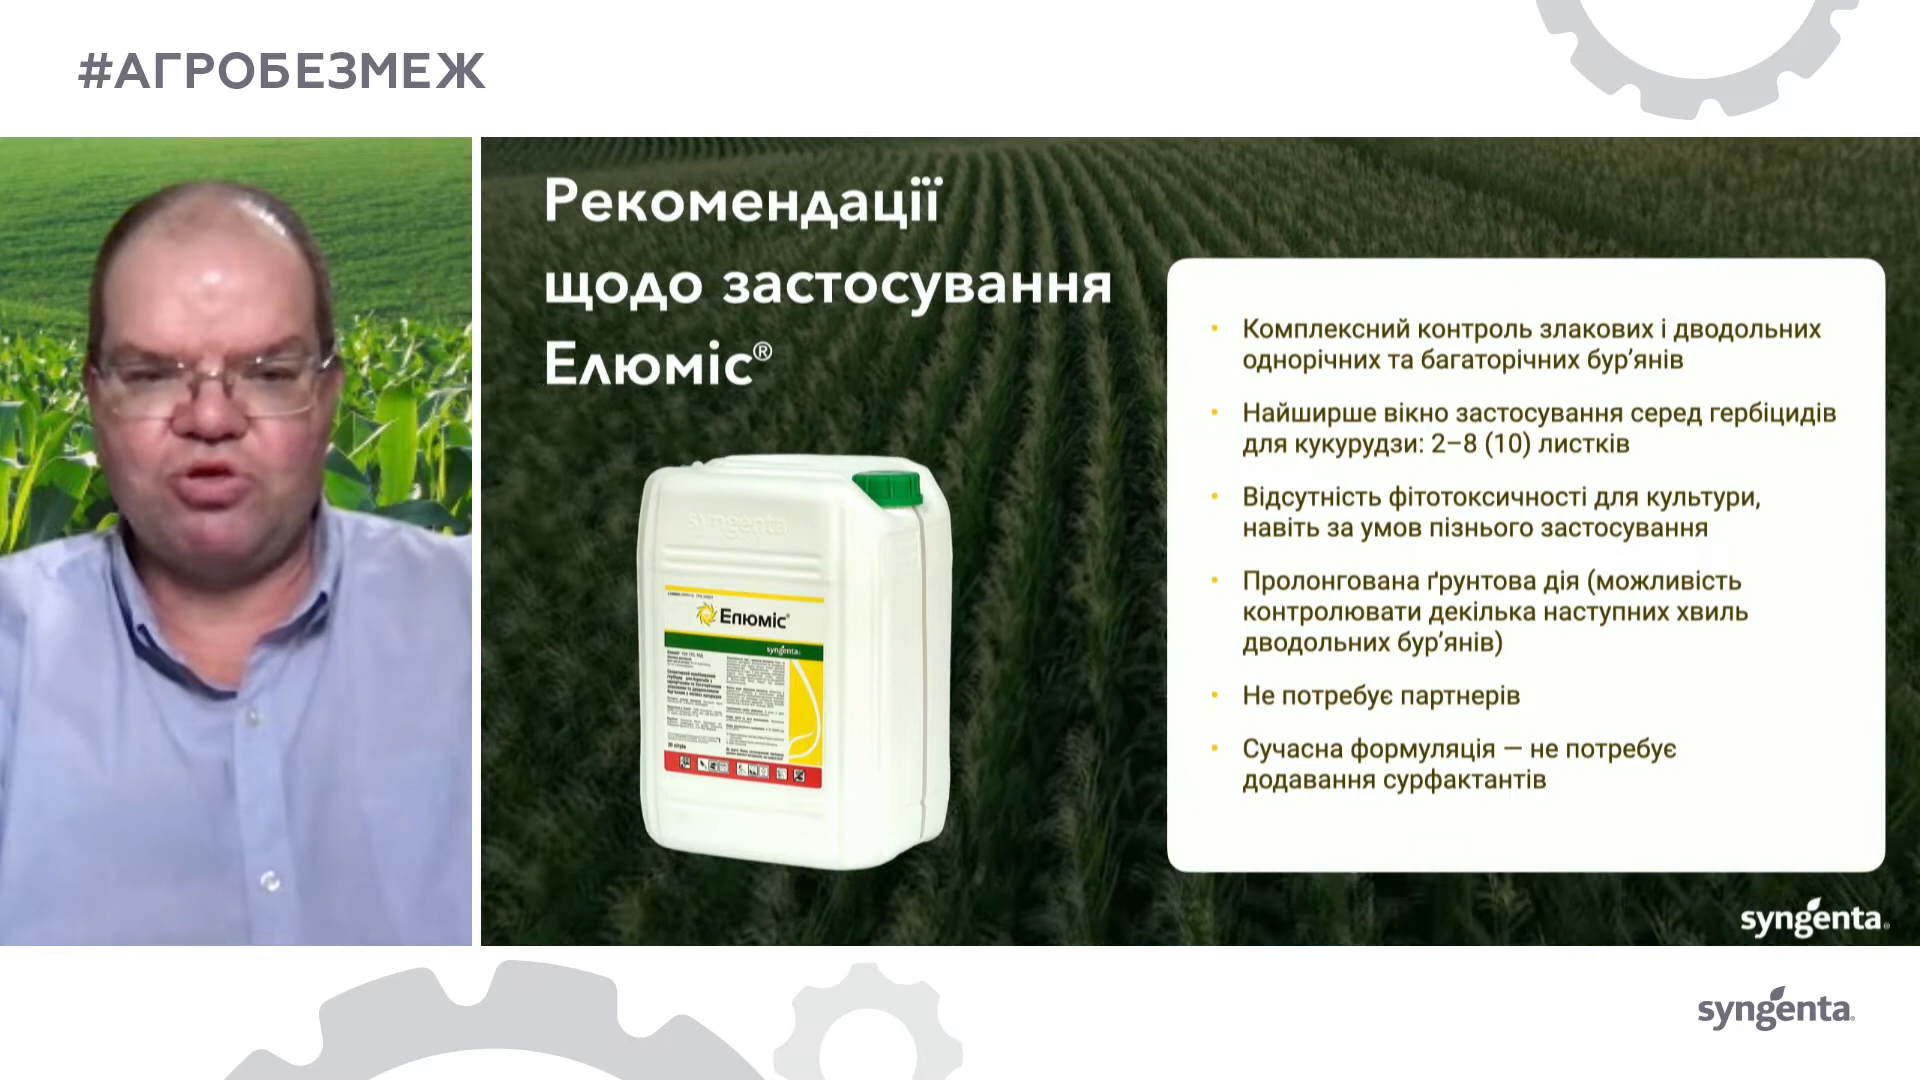 #АГРОБЕЗМЕЖ
Рекомендації
щодо застосування
Елюміс®
syngenta
Елюміс®
syngenta
• Комплексний контроль злакових і дводольних
однорічних та багаторічних бур’янів
• Найширше вікно застосування серед гербіцидів
для кукурудзи: 2–8 (10) листків
• Відсутність фітотоксичності для культури,
навіть за умов пізнього застосування
• Пролонгована ґрунтова дія (можливість
контролювати декілька наступних хвиль
дводольних бур’янів)
• Не потребує партнерів
• Сучасна формуляція — не потребує
додавання сурфактантів
syngenta®
syngenta®